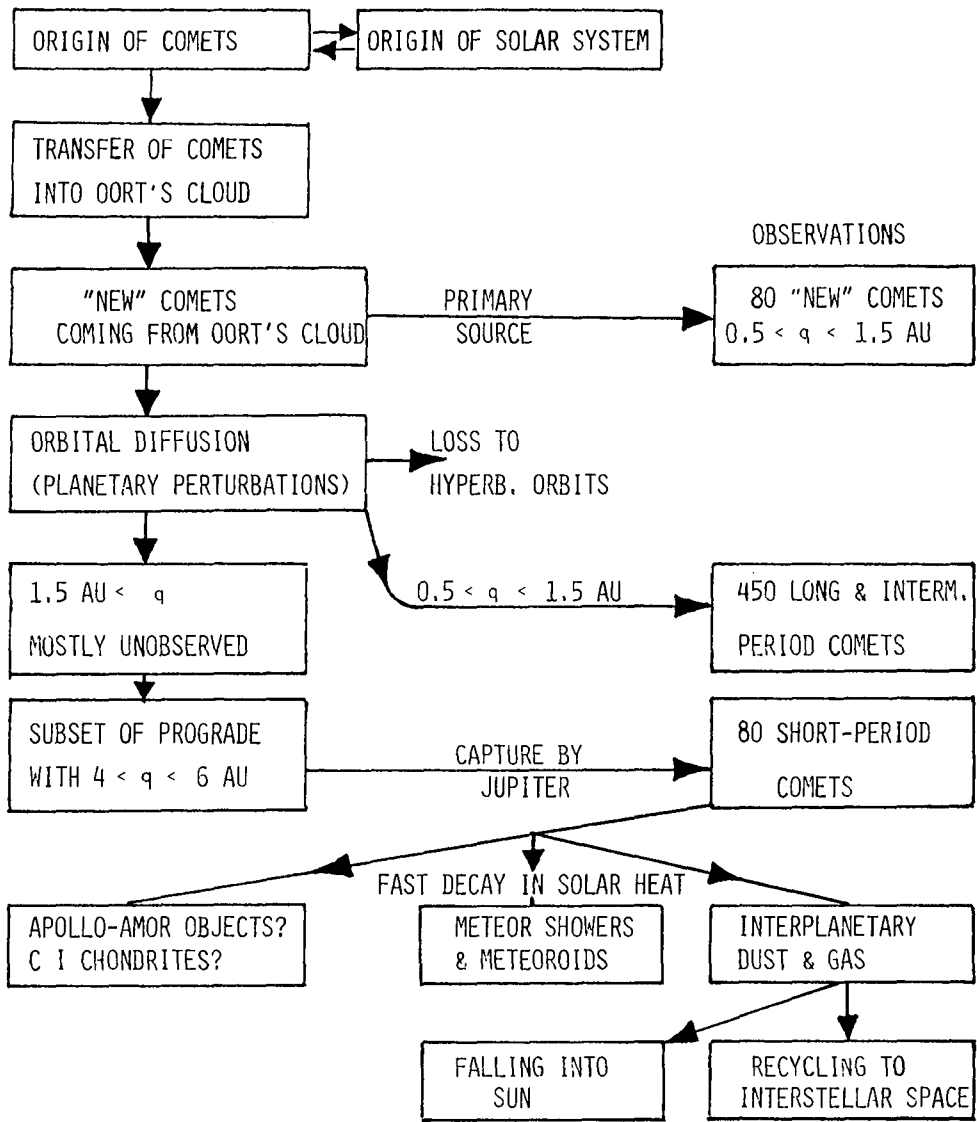 ORIGIN OF COMETS
ORIGIN OF SOLAR SYSTEM
TRANSFER OF COMETS
INTO OORT'S CLOUD
OBSERVATIONS
"NEW" COMETS
COMING FROM OORT'S CLOUD
PRIMARY
SOURCE
80 "NEW" COMETS
0.5 < q < 1.5 AU
ORBITAL DIFFUSION
(PLANETARY PERTURBATIONS)
LOSS TO
HYPERB. ORBITS
1.5 AU < q
MOSTLY UNOBSERVED
0.5 < q < 1.5 AU
450 LONG & INTERM.
PERIOD COMETS
SUBSET OF PROGRADE
WITH 4 < q < 6 AU
CAPTURE BY
JUPITER
80 SHORT-PERIOD
COMETS
FAST DECAY IN SOLAR HEAT
APOLLO-AMOR OBJECTS?
C I CHONDRITES?
METEOR SHOWERS
& METEOROIDS
INTERPLANETARY
DUST & GAS
FALLING INTO
SUN
RECYCLING TO
INTERSTELLAR SPACE